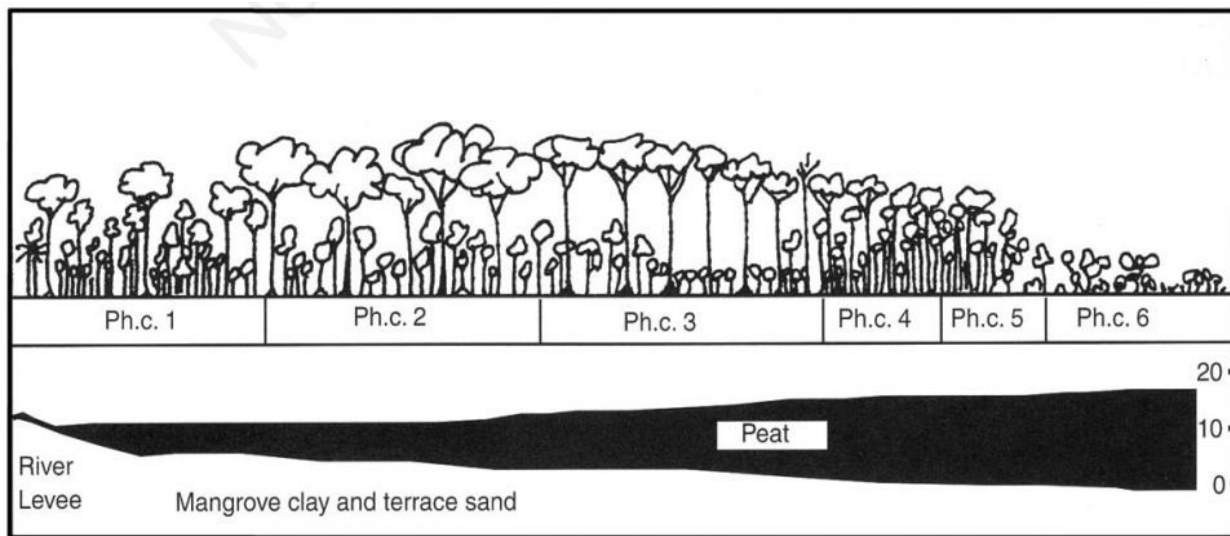 Ph.c. 1 Ph.c. 2 Ph.c. 3 Ph.c. 4 Ph.c. 5 Ph.c. 6
20
Peat
10
River
Levee
0
Mangrove clay and terrace sand